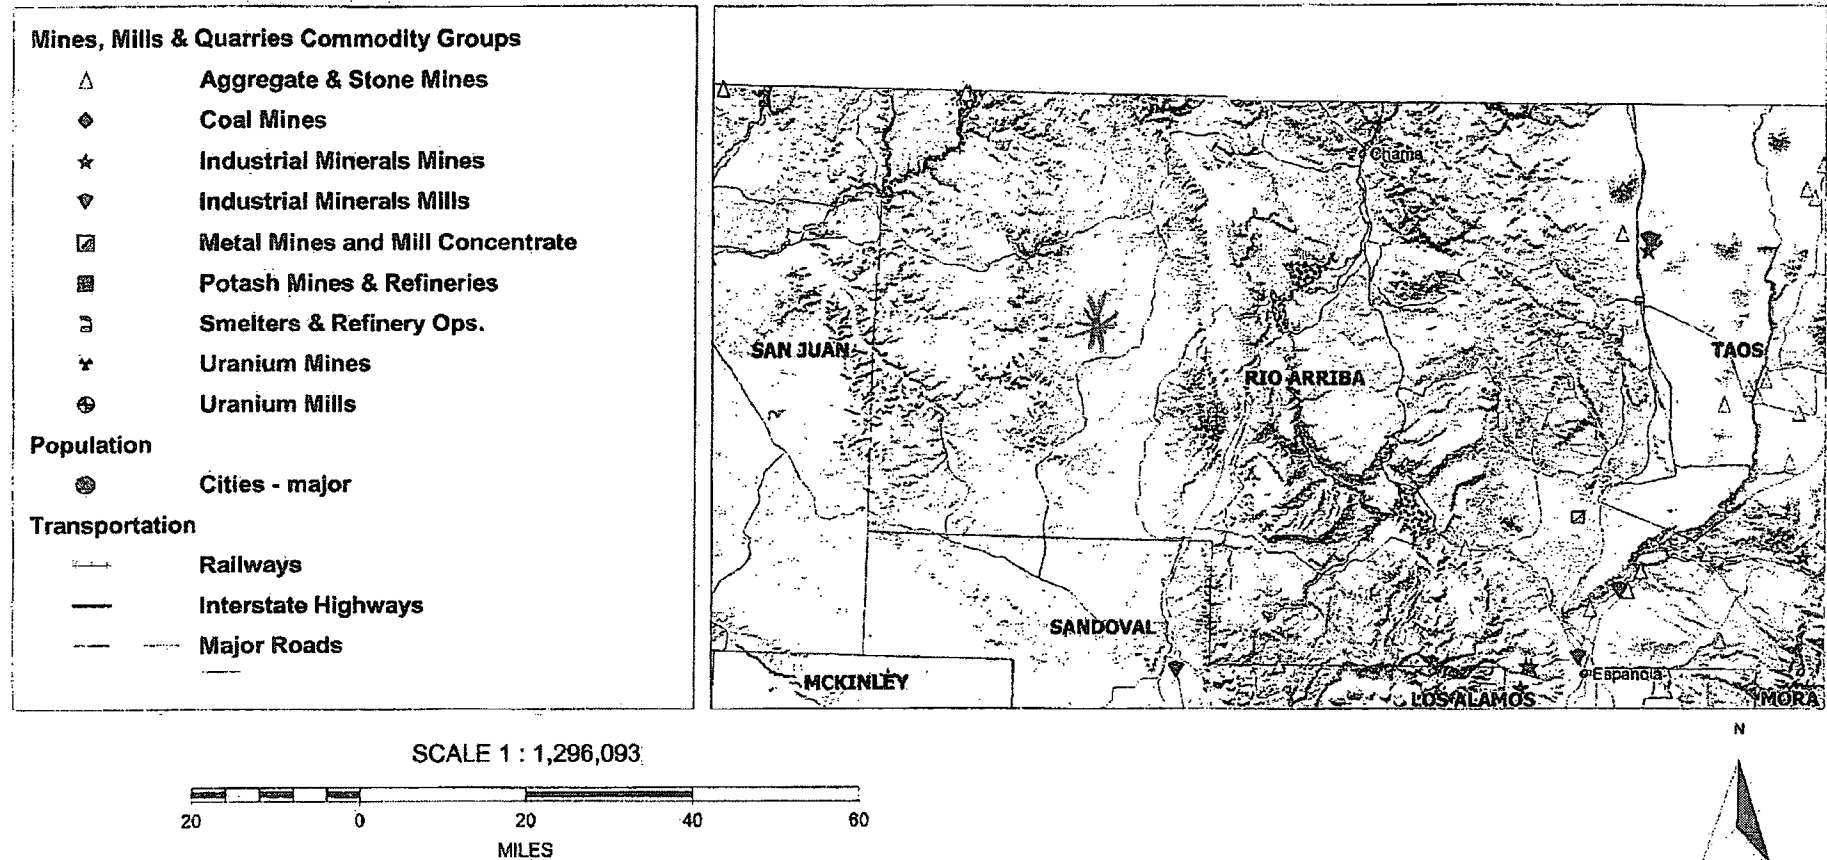 Mines, Mills & Quarries Commodity Groups
Aggregate & Stone Mines
Coal Mines
Industrial Minerals Mines
Industrial Minerals Mills
Metal Mines and Mill Concentrate
Potash Mines & Refineries
Smelters & Refinery Ops.
Uranium Mines
Uranium Mills
Population
Cities - major
Transportation
Railways
Interstate Highways
Major Roads
Chama
SAN JUAN
RIO ARRIBA
TAOS
SANDOVAL
MCKINLEY
Espanola
LOS ALAMOS
MORA
SCALE 1 : 1,296,093
20 0 20 40 60
MILES
N